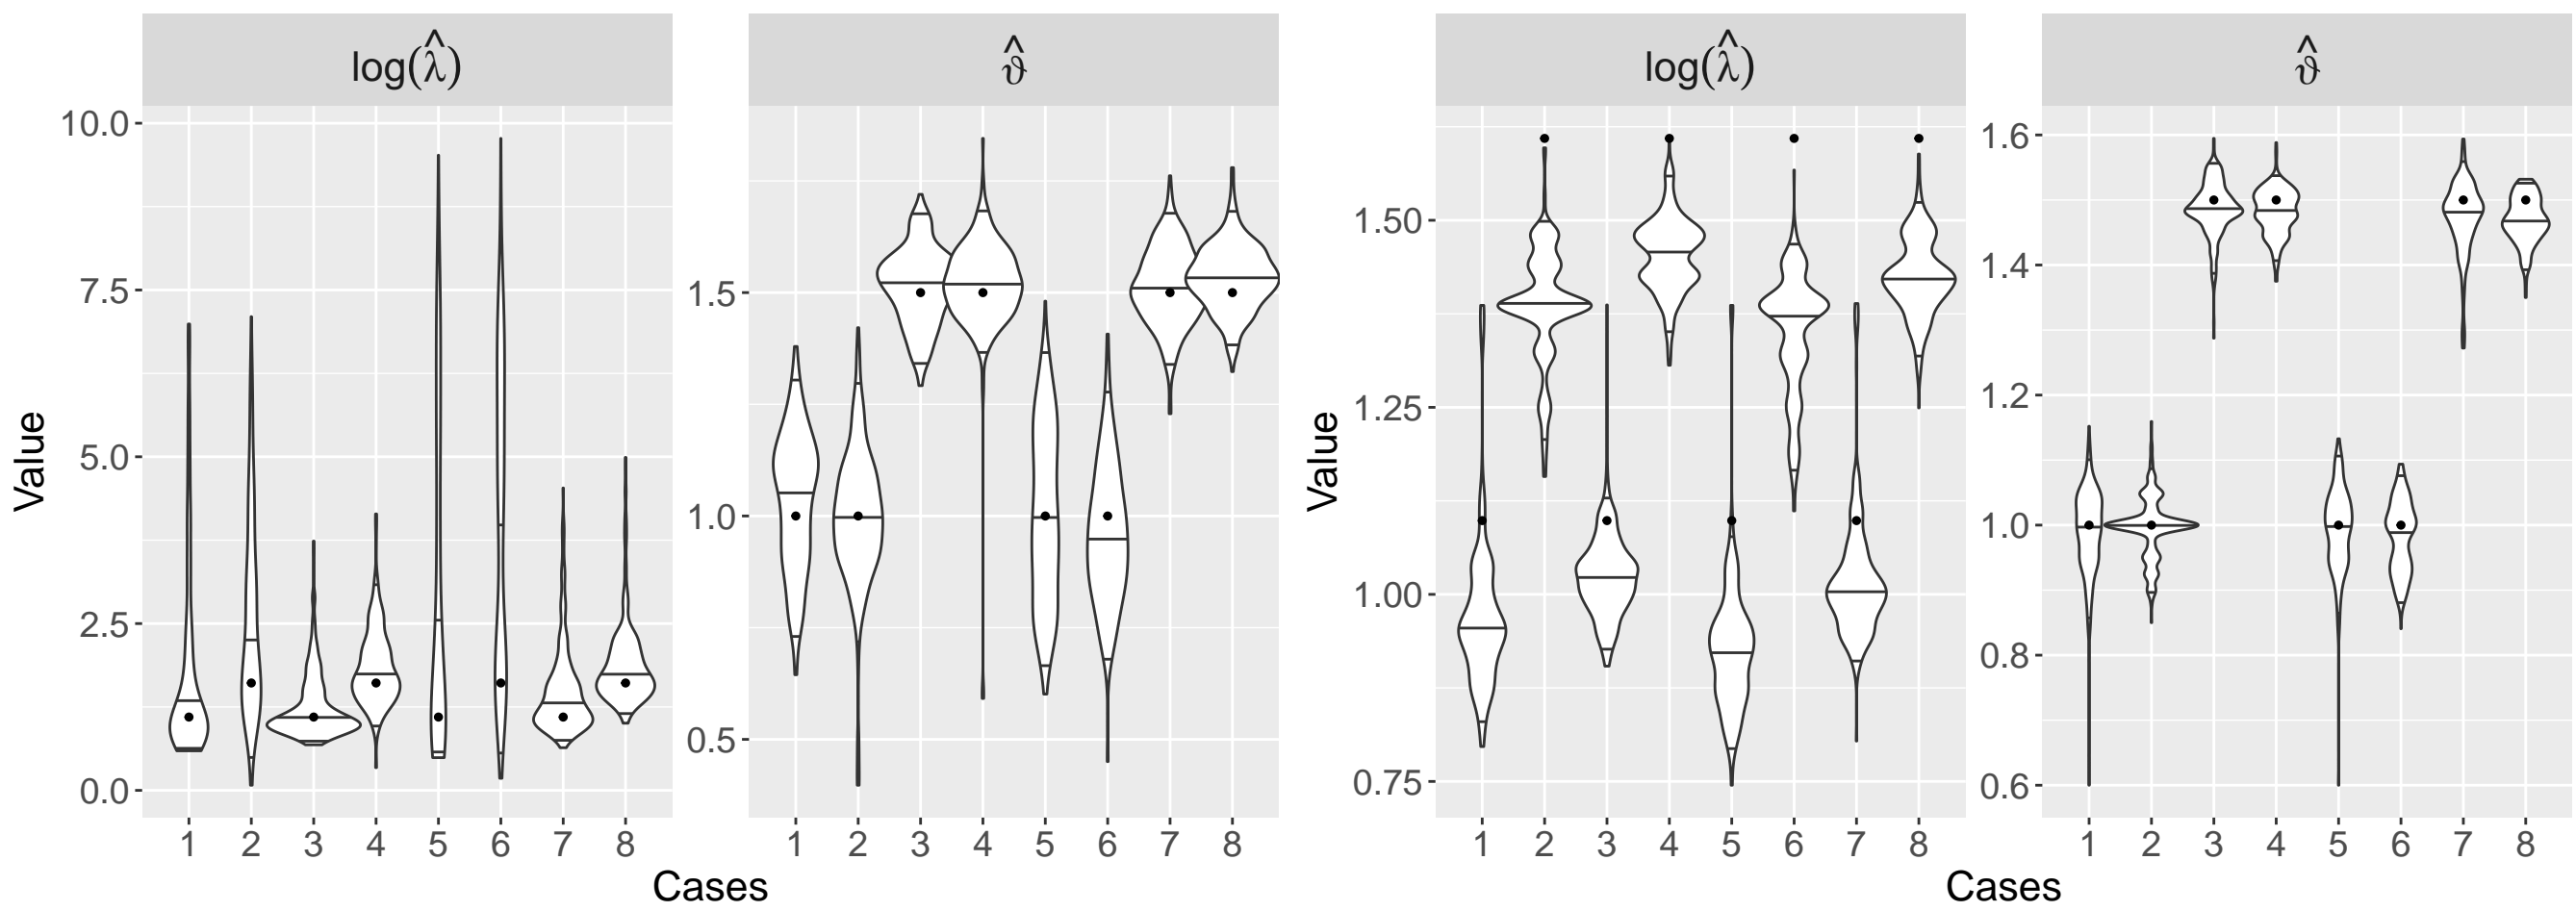 log(λ̂) ϑ̂ log(λ̂) ϑ̂
Value
10.0
7.5
5.0
2.5
0.0
1 2 3 4 5 6 7 8
1.5
1.0
0.5
1 2 3 4 5 6 7 8
Cases
Value
1.50
1.25
1.00
0.75
1 2 3 4 5 6 7 8
1.6
1.4
1.2
1.0
0.8
0.6
1 2 3 4 5 6 7 8
Cases